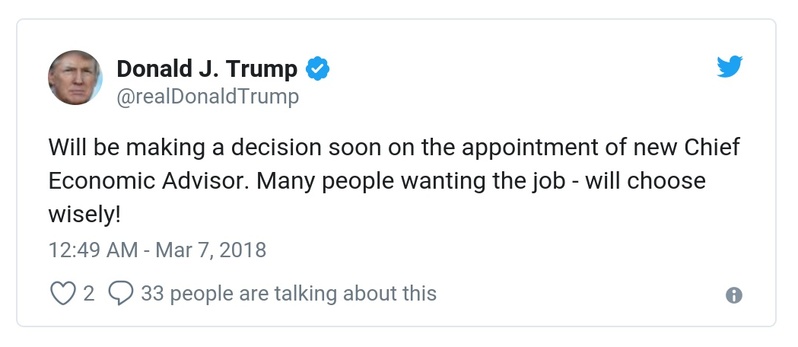 Donald J. Trump
@realDonaldTrump
Will be making a decision soon on the appointment of new Chief
Economic Advisor. Many people wanting the job - will choose
wisely!
12:49 AM - Mar 7, 2018
2 33 people are talking about this